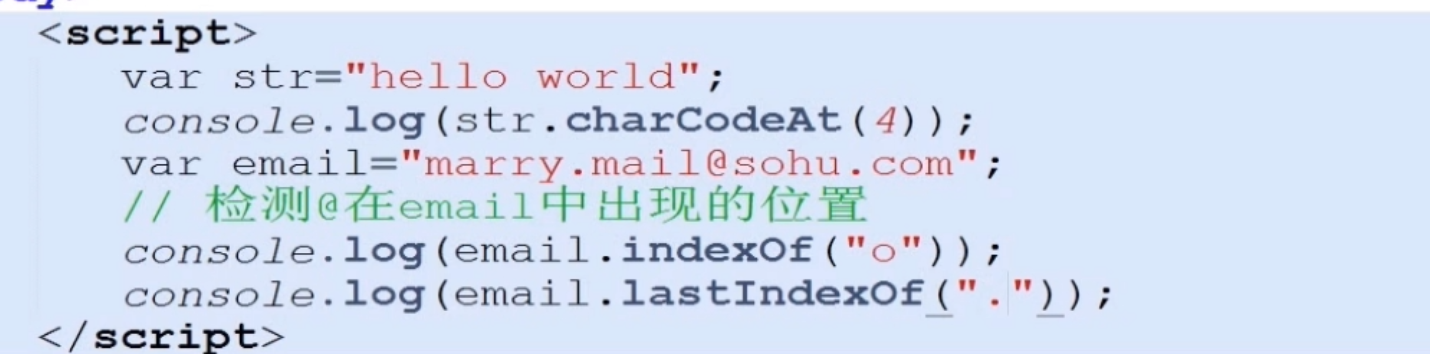 <script>
var str="hello world";
console.log(str.charCodeAt(4));
var email="marry.mail@sohu.com";
// 检测@在email中出现的位置
console.log(email.indexOf("o"));
console.log(email.lastIndexOf("."));
</script>